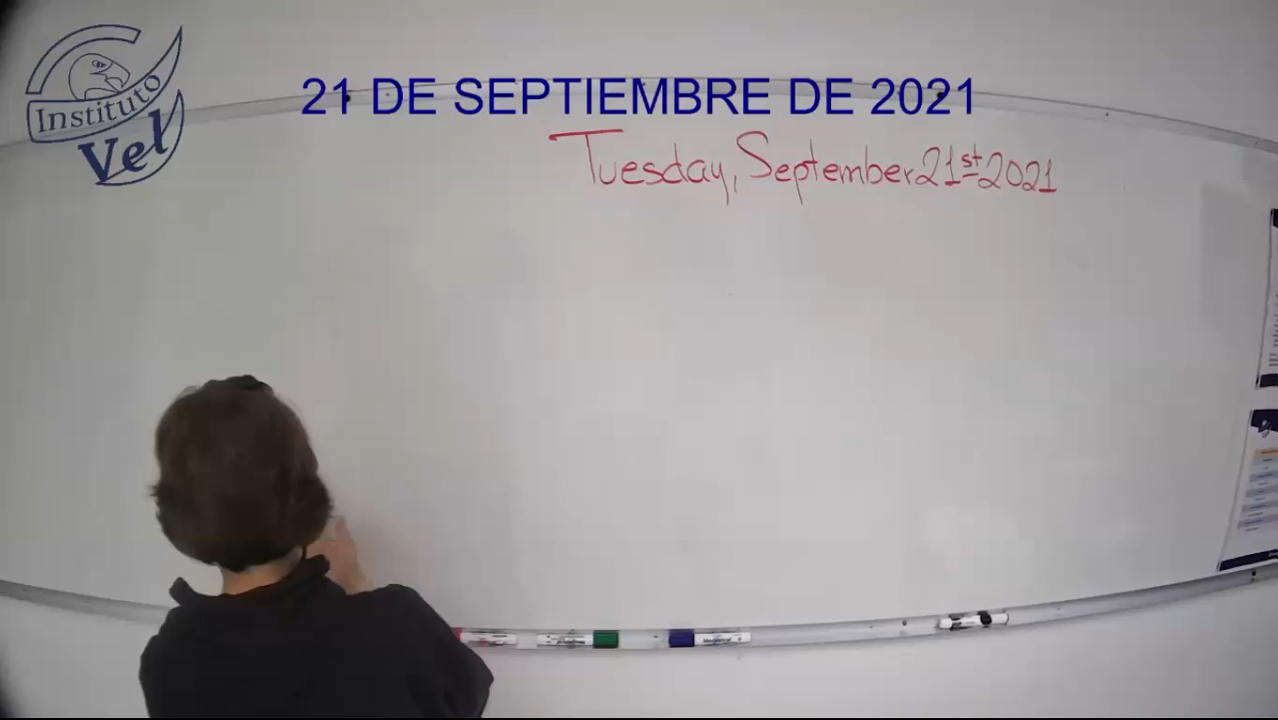 Instituto
Vel
21 DE SEPTIEMBRE DE 2021
Tuesday, September 21st 2021